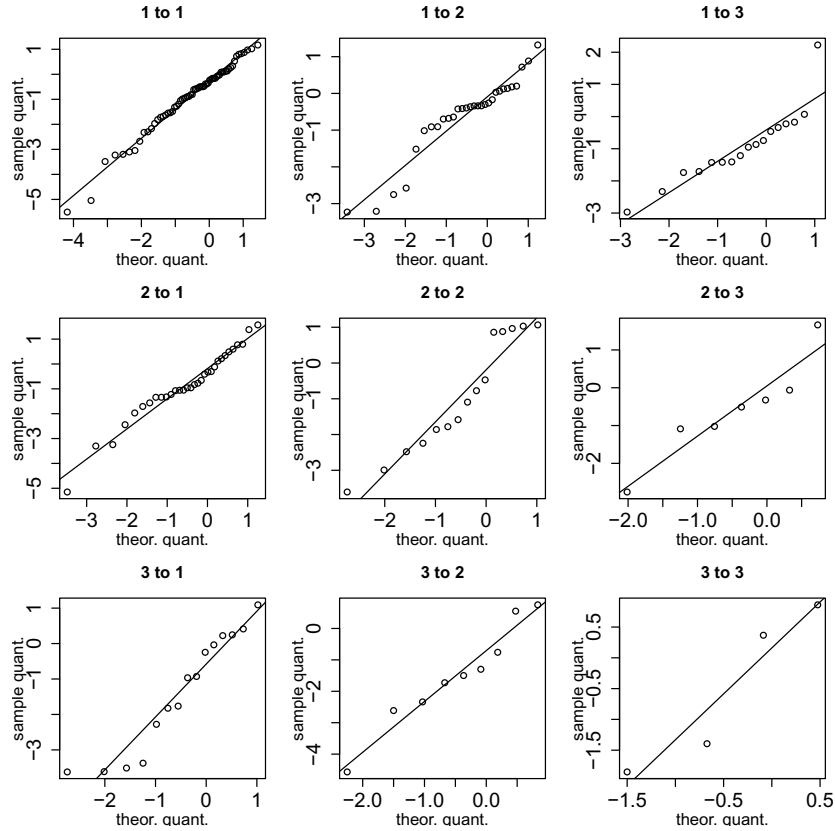 1 to 1
1 to 2
1 to 3
sample quant.
1
−1
−3
−5
−4
−2
0
1
theor. quant.
sample quant.
1
−1
−3
−3
−2
−1
0
1
theor. quant.
sample quant.
2
−1
−3
−3
−2
−1
0
1
theor. quant.
2 to 1
2 to 2
2 to 3
sample quant.
1
−1
−3
−5
−3
−2
−1
0
1
theor. quant.
sample quant.
1
−1
−3
−2
−1
0
1
theor. quant.
sample quant.
1
0
−2
−2.0
−1.0
0.0
theor. quant.
3 to 1
3 to 2
3 to 3
sample quant.
1
−1
−3
−2
−1
0
1
theor. quant.
sample quant.
0
−2
−4
−2.0
−1.0
0.0
theor. quant.
sample quant.
0.5
−0.5
−1.5
−1.5
−0.5
0.5
theor. quant.